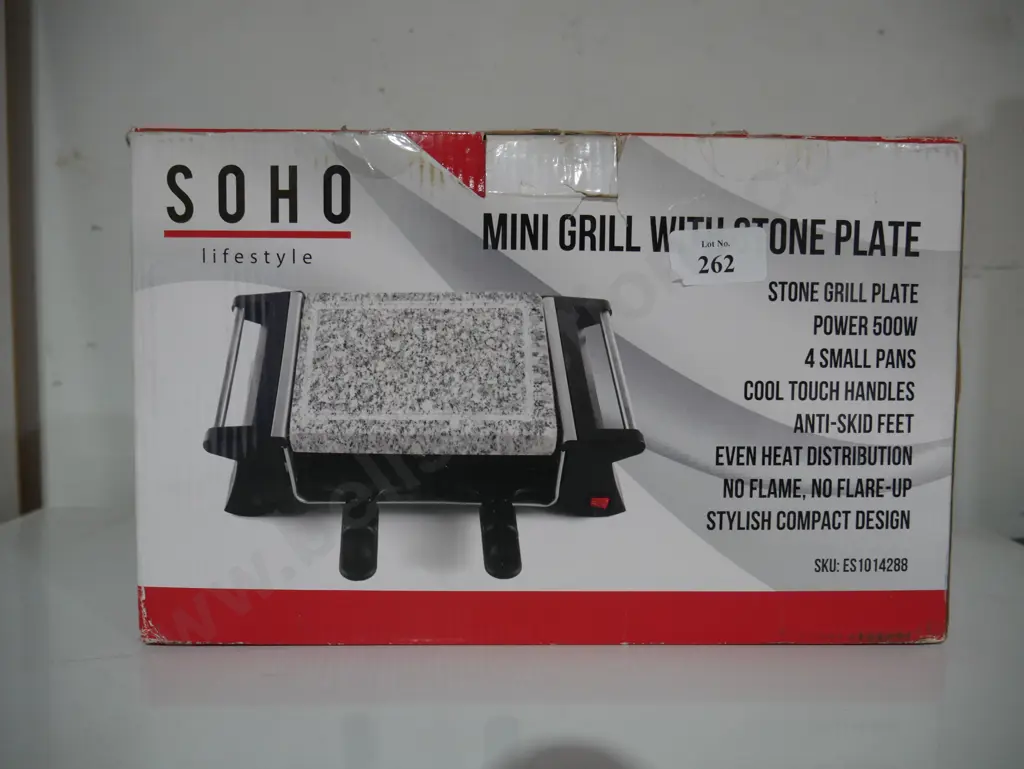 SOHO
lifestyle
MINI GRILL WITH STONE PLATE
Lot No.
262
STONE GRILL PLATE
POWER 500W
4 SMALL PANS
COOL TOUCH HANDLES
ANTI-SKID FEET
EVEN HEAT DISTRIBUTION
NO FLAME, NO FLARE-UP
STYLISH COMPACT DESIGN
SKU: ES1014288